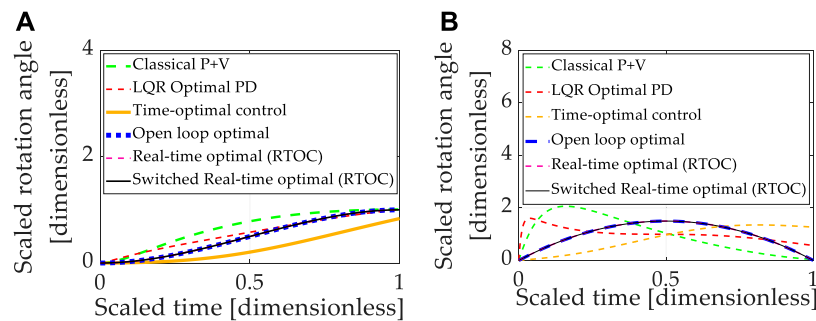 A
Scaled rotation angle
[dimensionless]
4
2
0
Classical P+V
LQR Optimal PD
Time-optimal control
Open loop optimal
Real-time optimal (RTOC)
Switched Real-time optimal (RTOC)
0
0.5
1
Scaled time [dimensionless]
B
Scaled rotation angle
[dimensionless]
8
6
4
2
0
Classical P+V
LQR Optimal PD
Time-optimal control
Open loop optimal
Real-time optimal (RTOC)
Switched Real-time optimal (RTOC)
0
0.5
1
Scaled time [dimensionless]